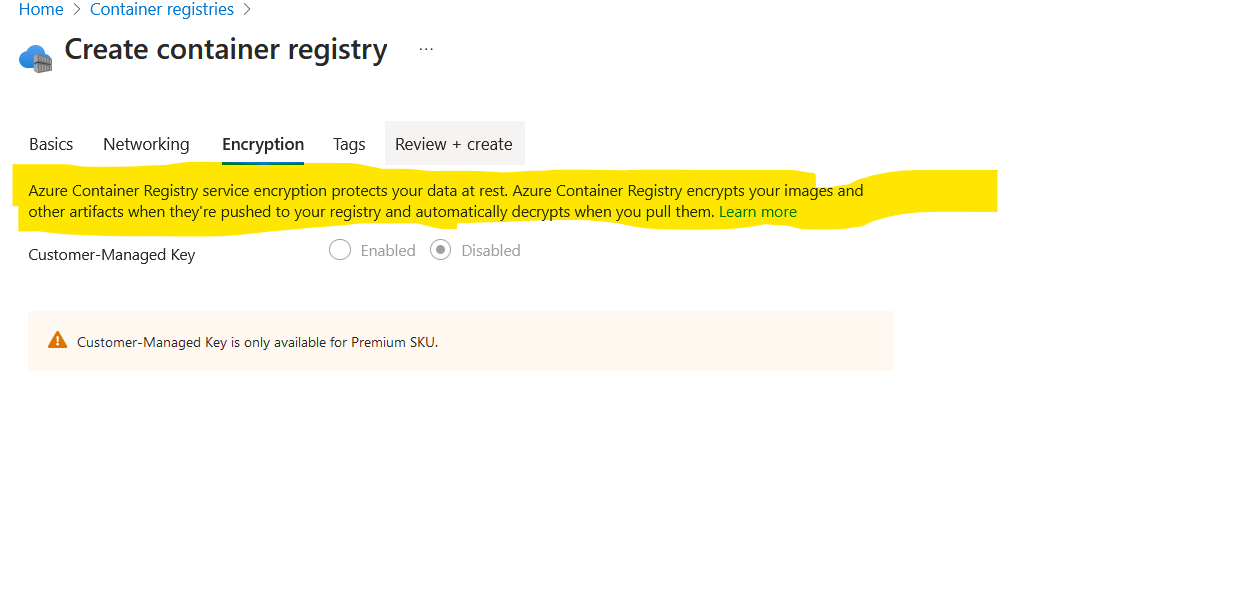 Home > Container registries >
Create container registry ...
Basics Networking Encryption Tags Review + create
Azure Container Registry service encryption protects your data at rest. Azure Container Registry encrypts your images and
other artifacts when they're pushed to your registry and automatically decrypts when you pull them. Learn more
Customer-Managed Key Enabled Disabled
Customer-Managed Key is only available for Premium SKU.